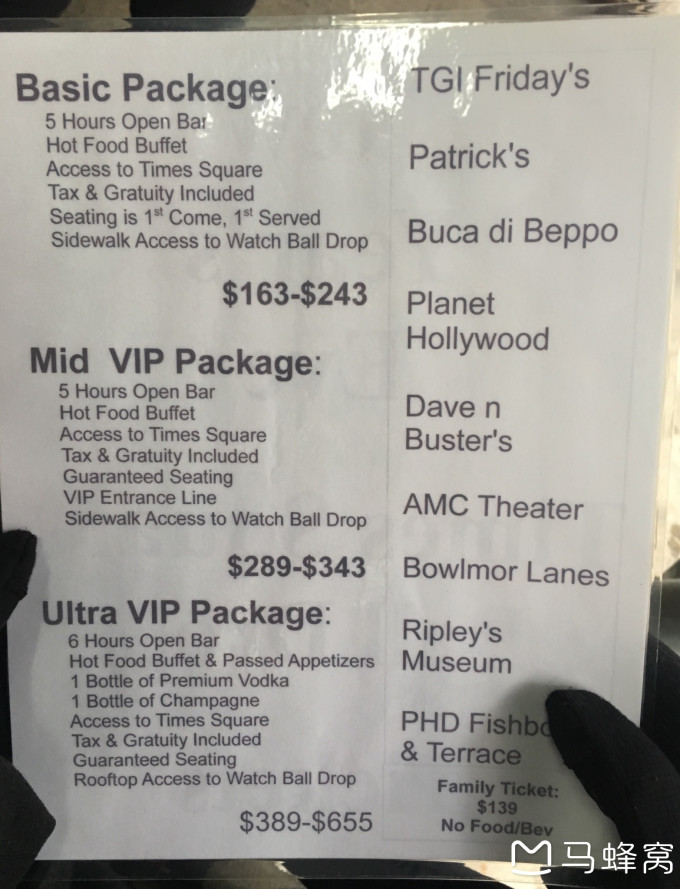 Basic Package:
5 Hours Open Bar
Hot Food Buffet
Access to Times Square
Tax & Gratuity Included
Seating is 1st Come, 1st Served
Sidewalk Access to Watch Ball Drop
$163-$243
Mid VIP Package:
5 Hours Open Bar
Hot Food Buffet
Access to Times Square
Tax & Gratuity Included
Guaranteed Seating
VIP Entrance Line
Sidewalk Access to Watch Ball Drop
$289-$343
Ultra VIP Package:
6 Hours Open Bar
Hot Food Buffet & Passed Appetizers
1 Bottle of Premium Vodka
1 Bottle of Champagne
Access to Times Square
Tax & Gratuity Included
Guaranteed Seating
Rooftop Access to Watch Ball Drop
$389-$655
TGI Friday's
Patrick's
Buca di Beppo
Planet
Hollywood
Dave n
Buster's
AMC Theater
Bowlmor Lanes
Ripley's
Museum
PHD
& Terrace
Family Ticket:
$139
No Food/Bev
马蜂窝